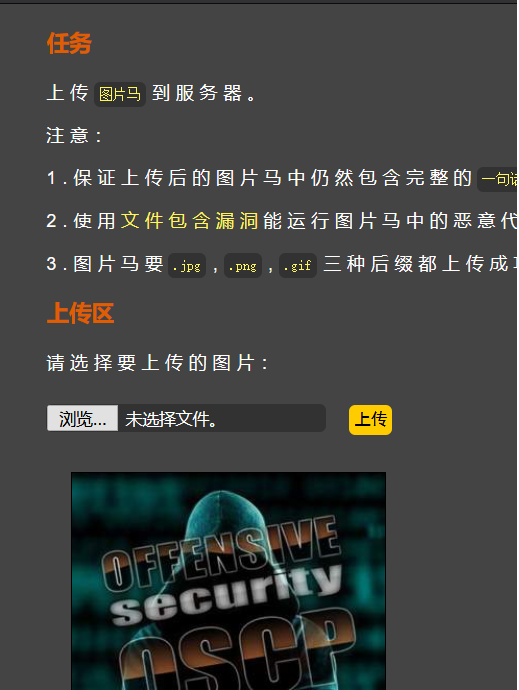 任务
上传 图片马 到服务器。
注意：
1.保证上传后的图片马中仍然包含完整的 一句
2.使用文件包含漏洞能运行图片马中的恶意代
3.图片马要 .jpg , .png , .gif 三种后缀都上传成
上传区
请选择要上传的图片：
浏览... 未选择文件。 上传
OFFENSIVE
security
OSCP